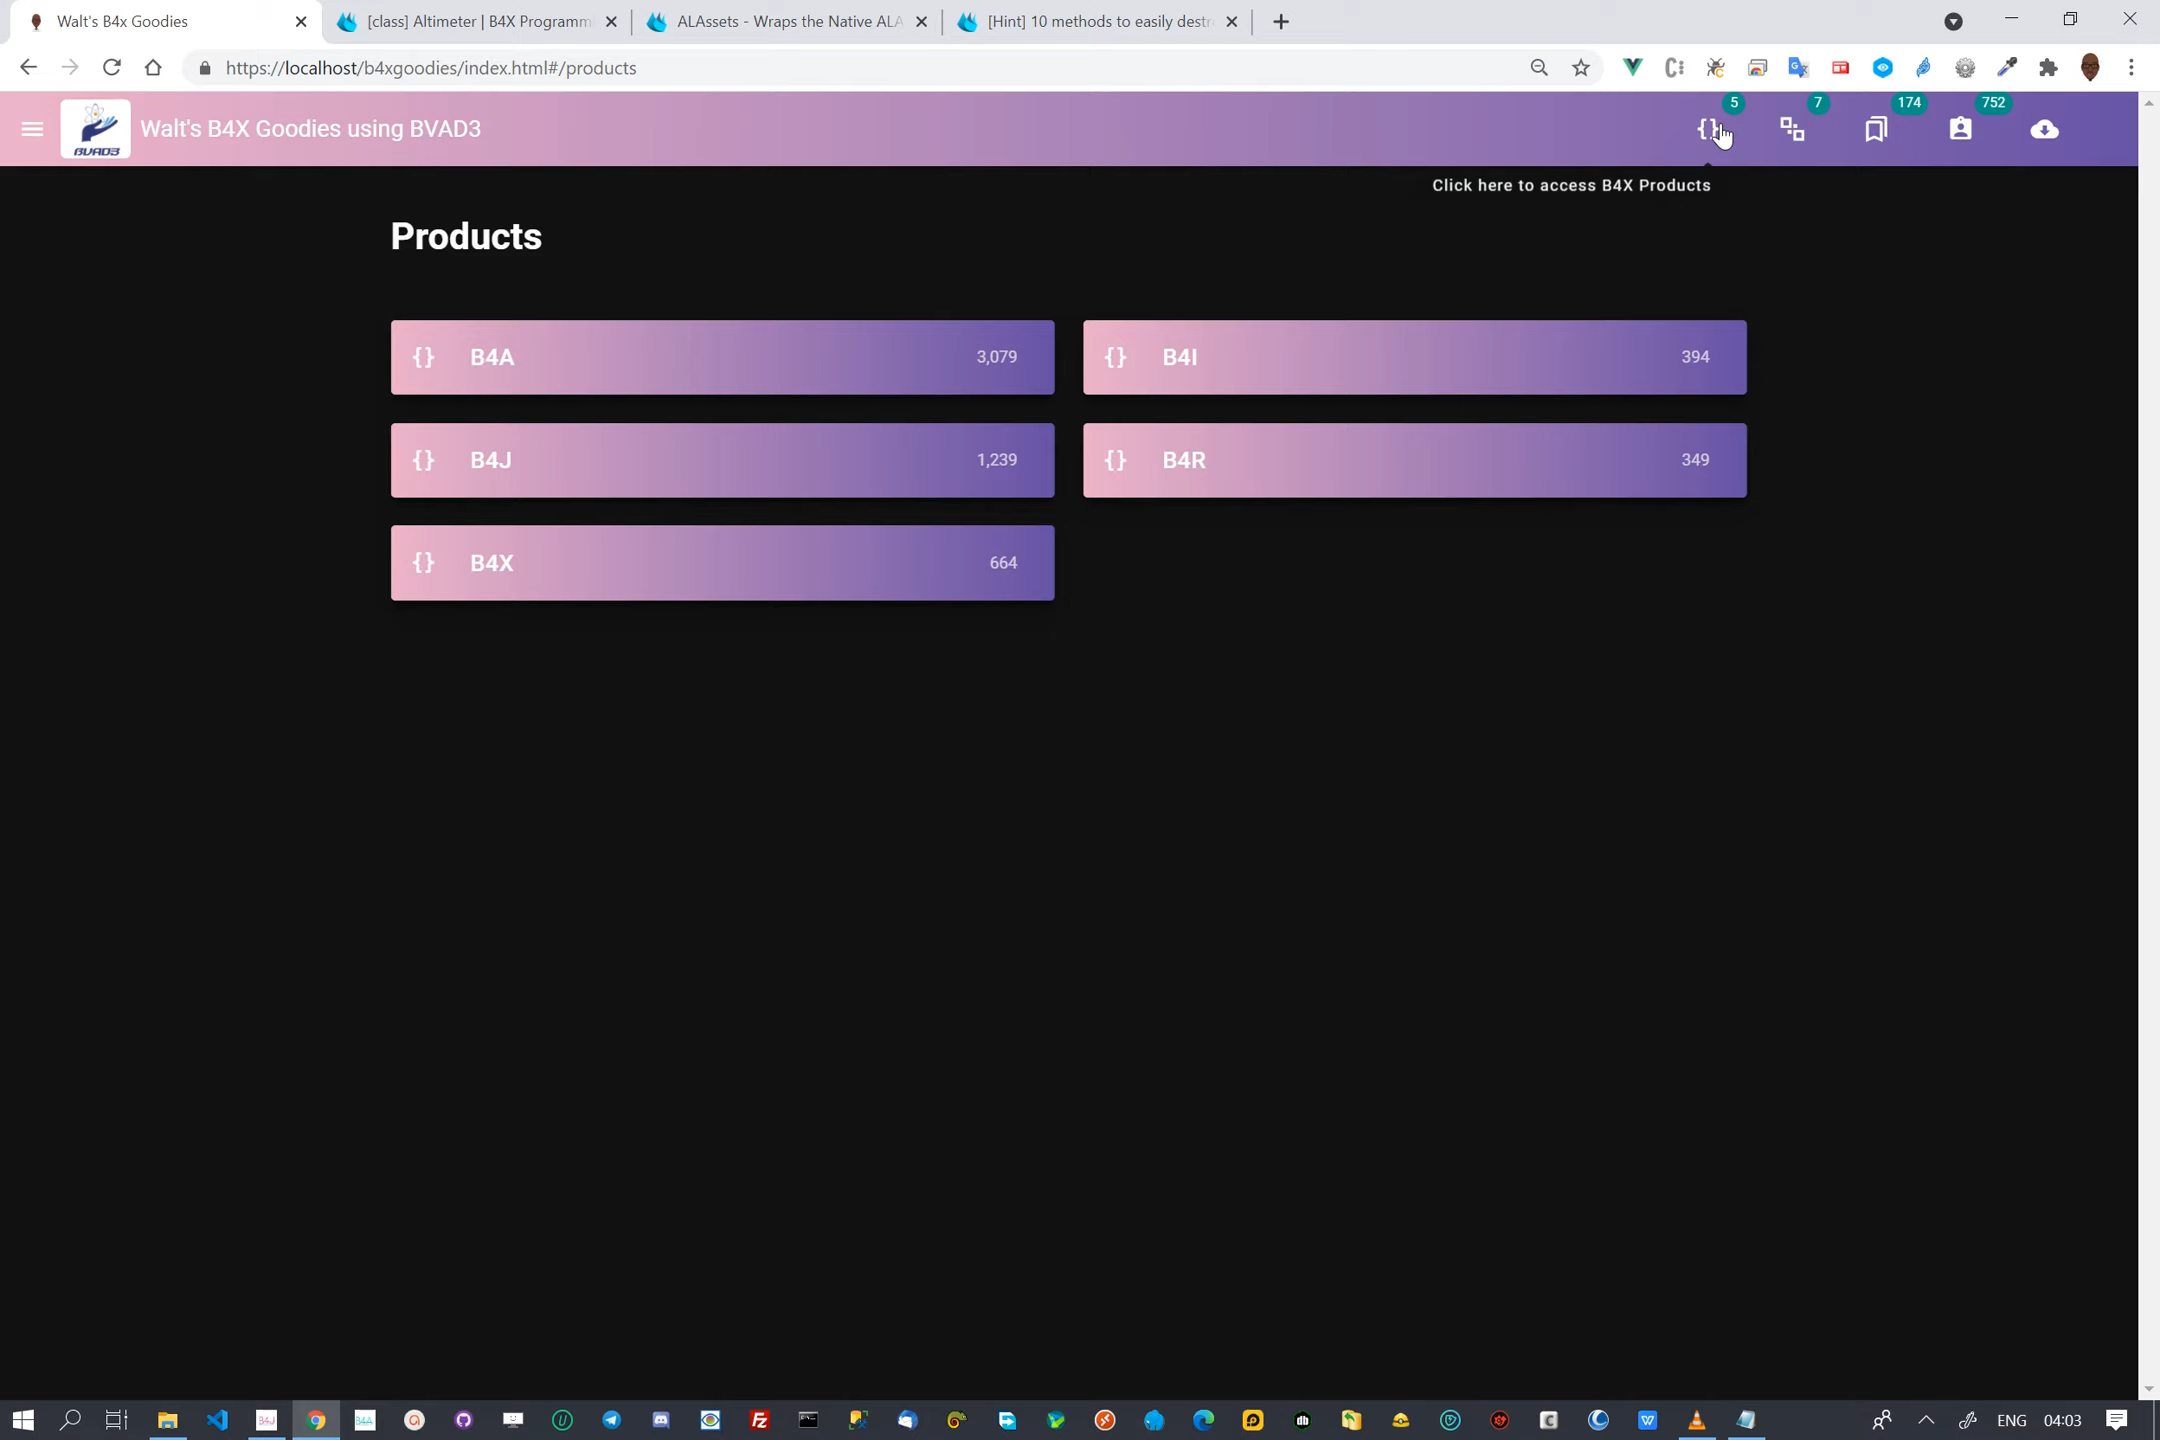 Walt's B4x Goodies
[class] Altimeter | B4X Programm
ALAssets - Wraps the Native ALA
[Hint] 10 methods to easily destr
https://localhost/b4xgoodies/index.html#/products
BVAD3
Walt's B4X Goodies using BVAD3
5
7
174
752
Click here to access B4X Products
Products
B4A
3,079
B4I
394
B4J
1,239
B4R
349
B4X
664
B4J
B4A
ENG
04:03